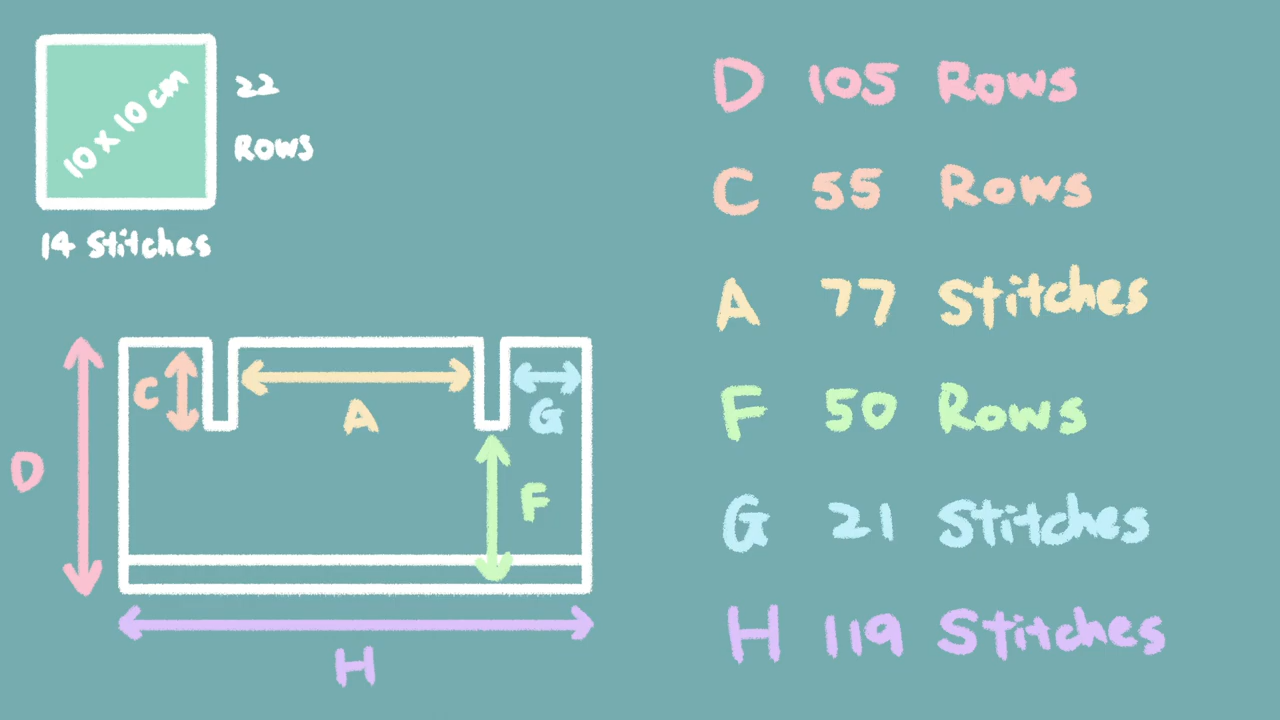 10 x 10 cm
22
Rows
14 Stitches
C
A
G
D
F
H
D 105 Rows
C 55 Rows
A 77 Stitches
F 50 Rows
G 21 Stitches
H 119 Stitches